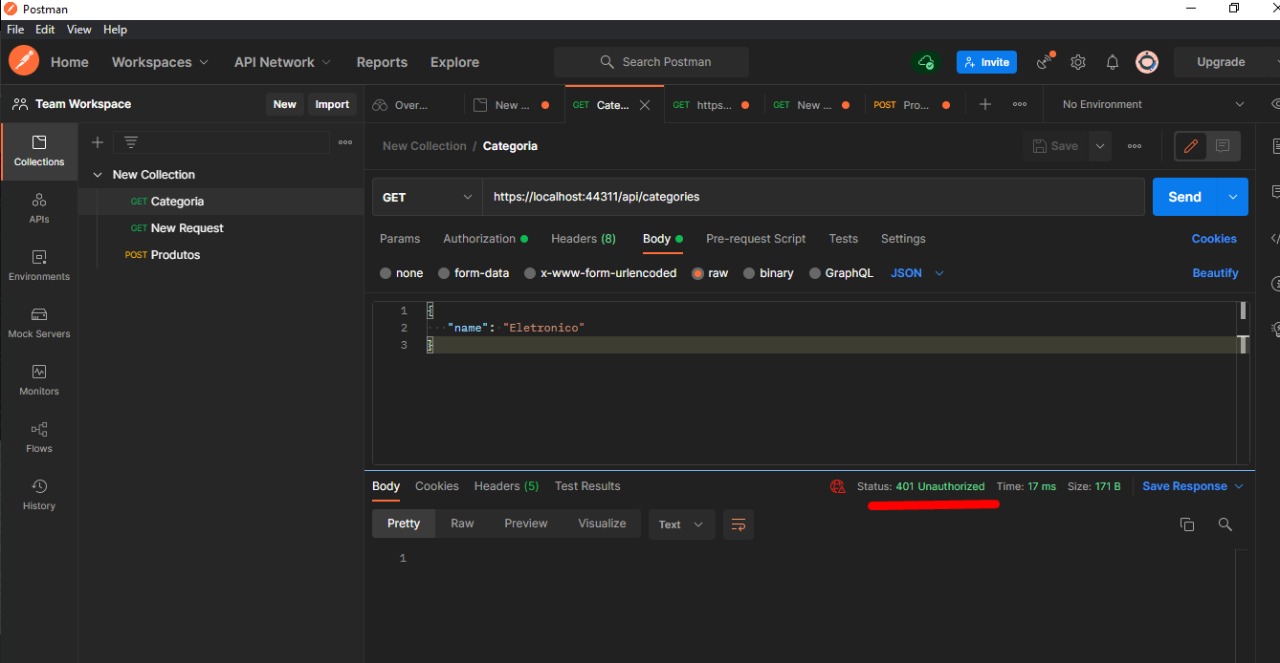 Postman
File Edit View Help
Home Workspaces API Network Reports Explore Search Postman Invite Upgrade
Team Workspace New Import Over... New ... GET Cate... GET https... GET New ... POST Pro... No Environment
Collections
APIs
Environments
Mock Servers
Monitors
Flows
History
New Collection
GET Categoria
GET New Request
POST Produtos
New Collection / Categoria Save
GET https://localhost:44311/api/categories Send
Params Authorization Headers (8) Body Pre-request Script Tests Settings Cookies
none form-data x-www-form-urlencoded raw binary GraphQL JSON Beautify
1 {
2 "name": "Eletronico"
3 }
Body Cookies Headers (5) Test Results Status: 401 Unauthorized Time: 17 ms Size: 171 B Save Response
Pretty Raw Preview Visualize Text
1